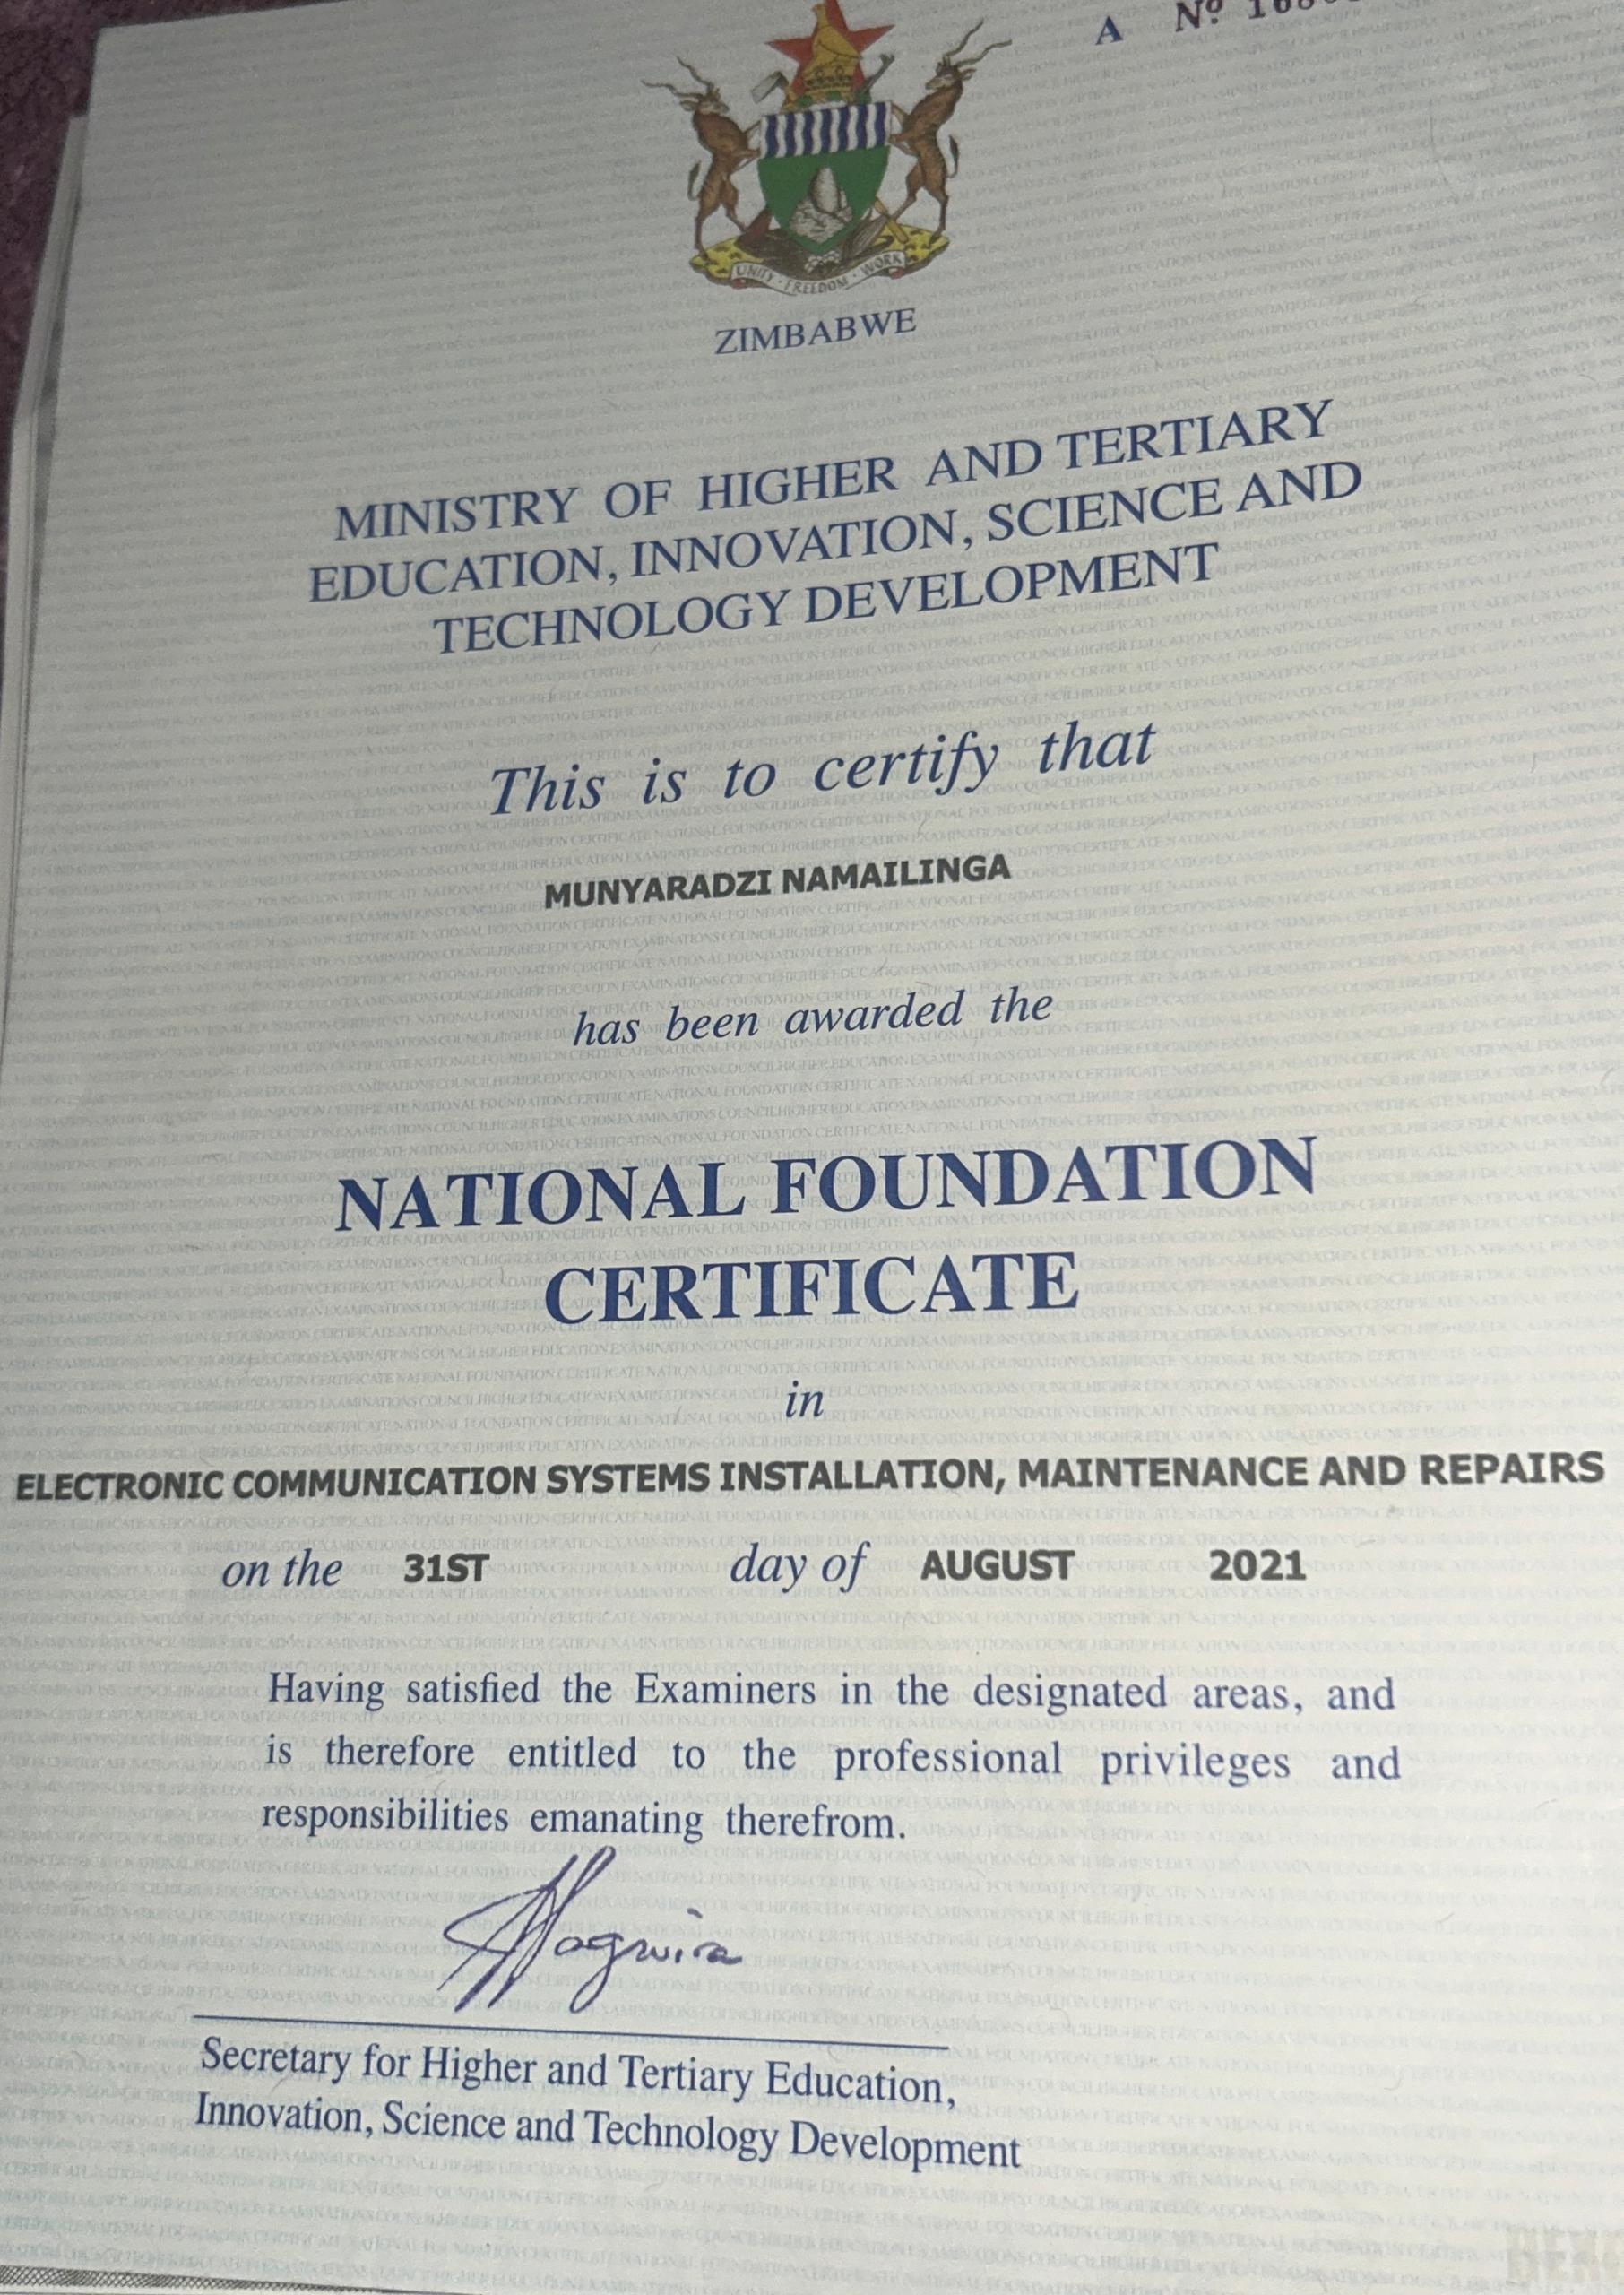 A Nº 168
UNITY · FREEDOM · WORK
ZIMBABWE
MINISTRY OF HIGHER AND TERTIARY
EDUCATION, INNOVATION, SCIENCE AND
TECHNOLOGY DEVELOPMENT
This is to certify that
MUNYARADZI NAMAILINGA
has been awarded the
NATIONAL FOUNDATION
CERTIFICATE
in
ELECTRONIC COMMUNICATION SYSTEMS INSTALLATION, MAINTENANCE AND REPAIRS
on the 31ST day of AUGUST 2021
Having satisfied the Examiners in the designated areas, and
is therefore entitled to the professional privileges and
responsibilities emanating therefrom.
Secretary for Higher and Tertiary Education,
Innovation, Science and Technology Development